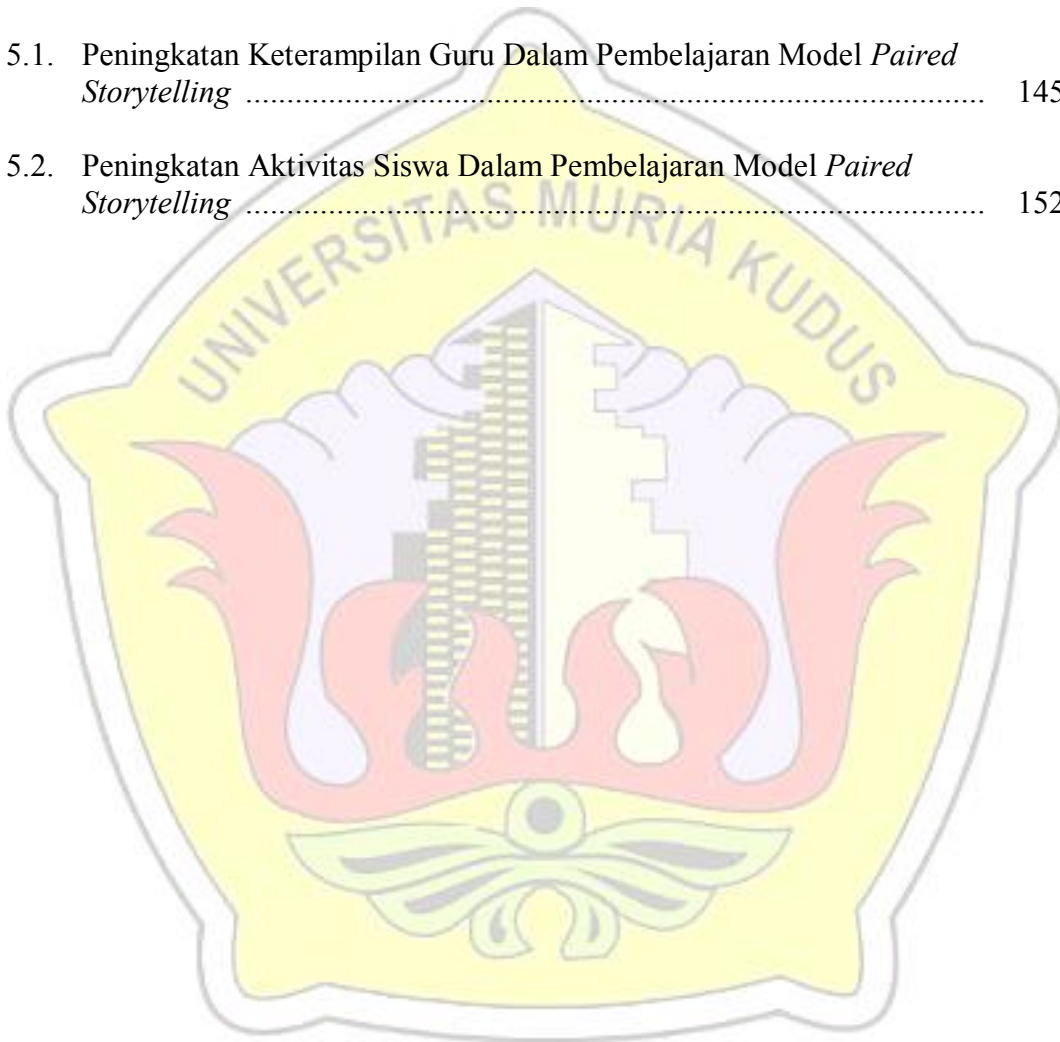 5.1. Peningkatan Keterampilan Guru Dalam Pembelajaran Model Paired
Storytelling .......................................................................................... 145
5.2. Peningkatan Aktivitas Siswa Dalam Pembelajaran Model Paired
Storytelling .......................................................................................... 152
UNIVERSITAS MURIA KUDUS